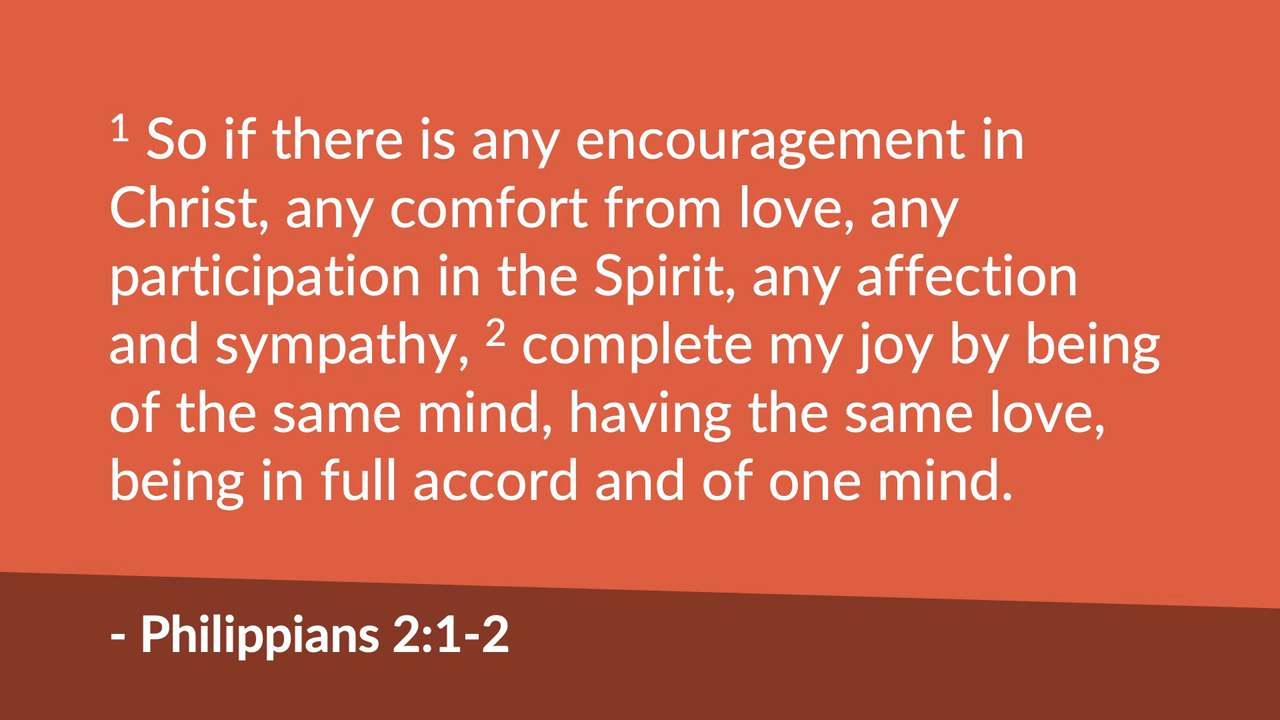 1 So if there is any encouragement in
Christ, any comfort from love, any
participation in the Spirit, any affection
and sympathy, 2 complete my joy by being
of the same mind, having the same love,
being in full accord and of one mind.
- Philippians 2:1-2